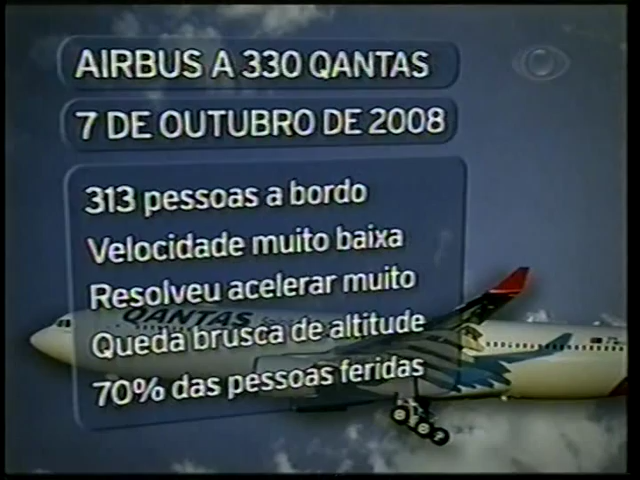 AIRBUS A 330 QANTAS
7 DE OUTUBRO DE 2008
313 pessoas a bordo
Velocidade muito baixa
Resolveu acelerar muito
QANTAS
Queda brusca de altitude
70% das pessoas feridas